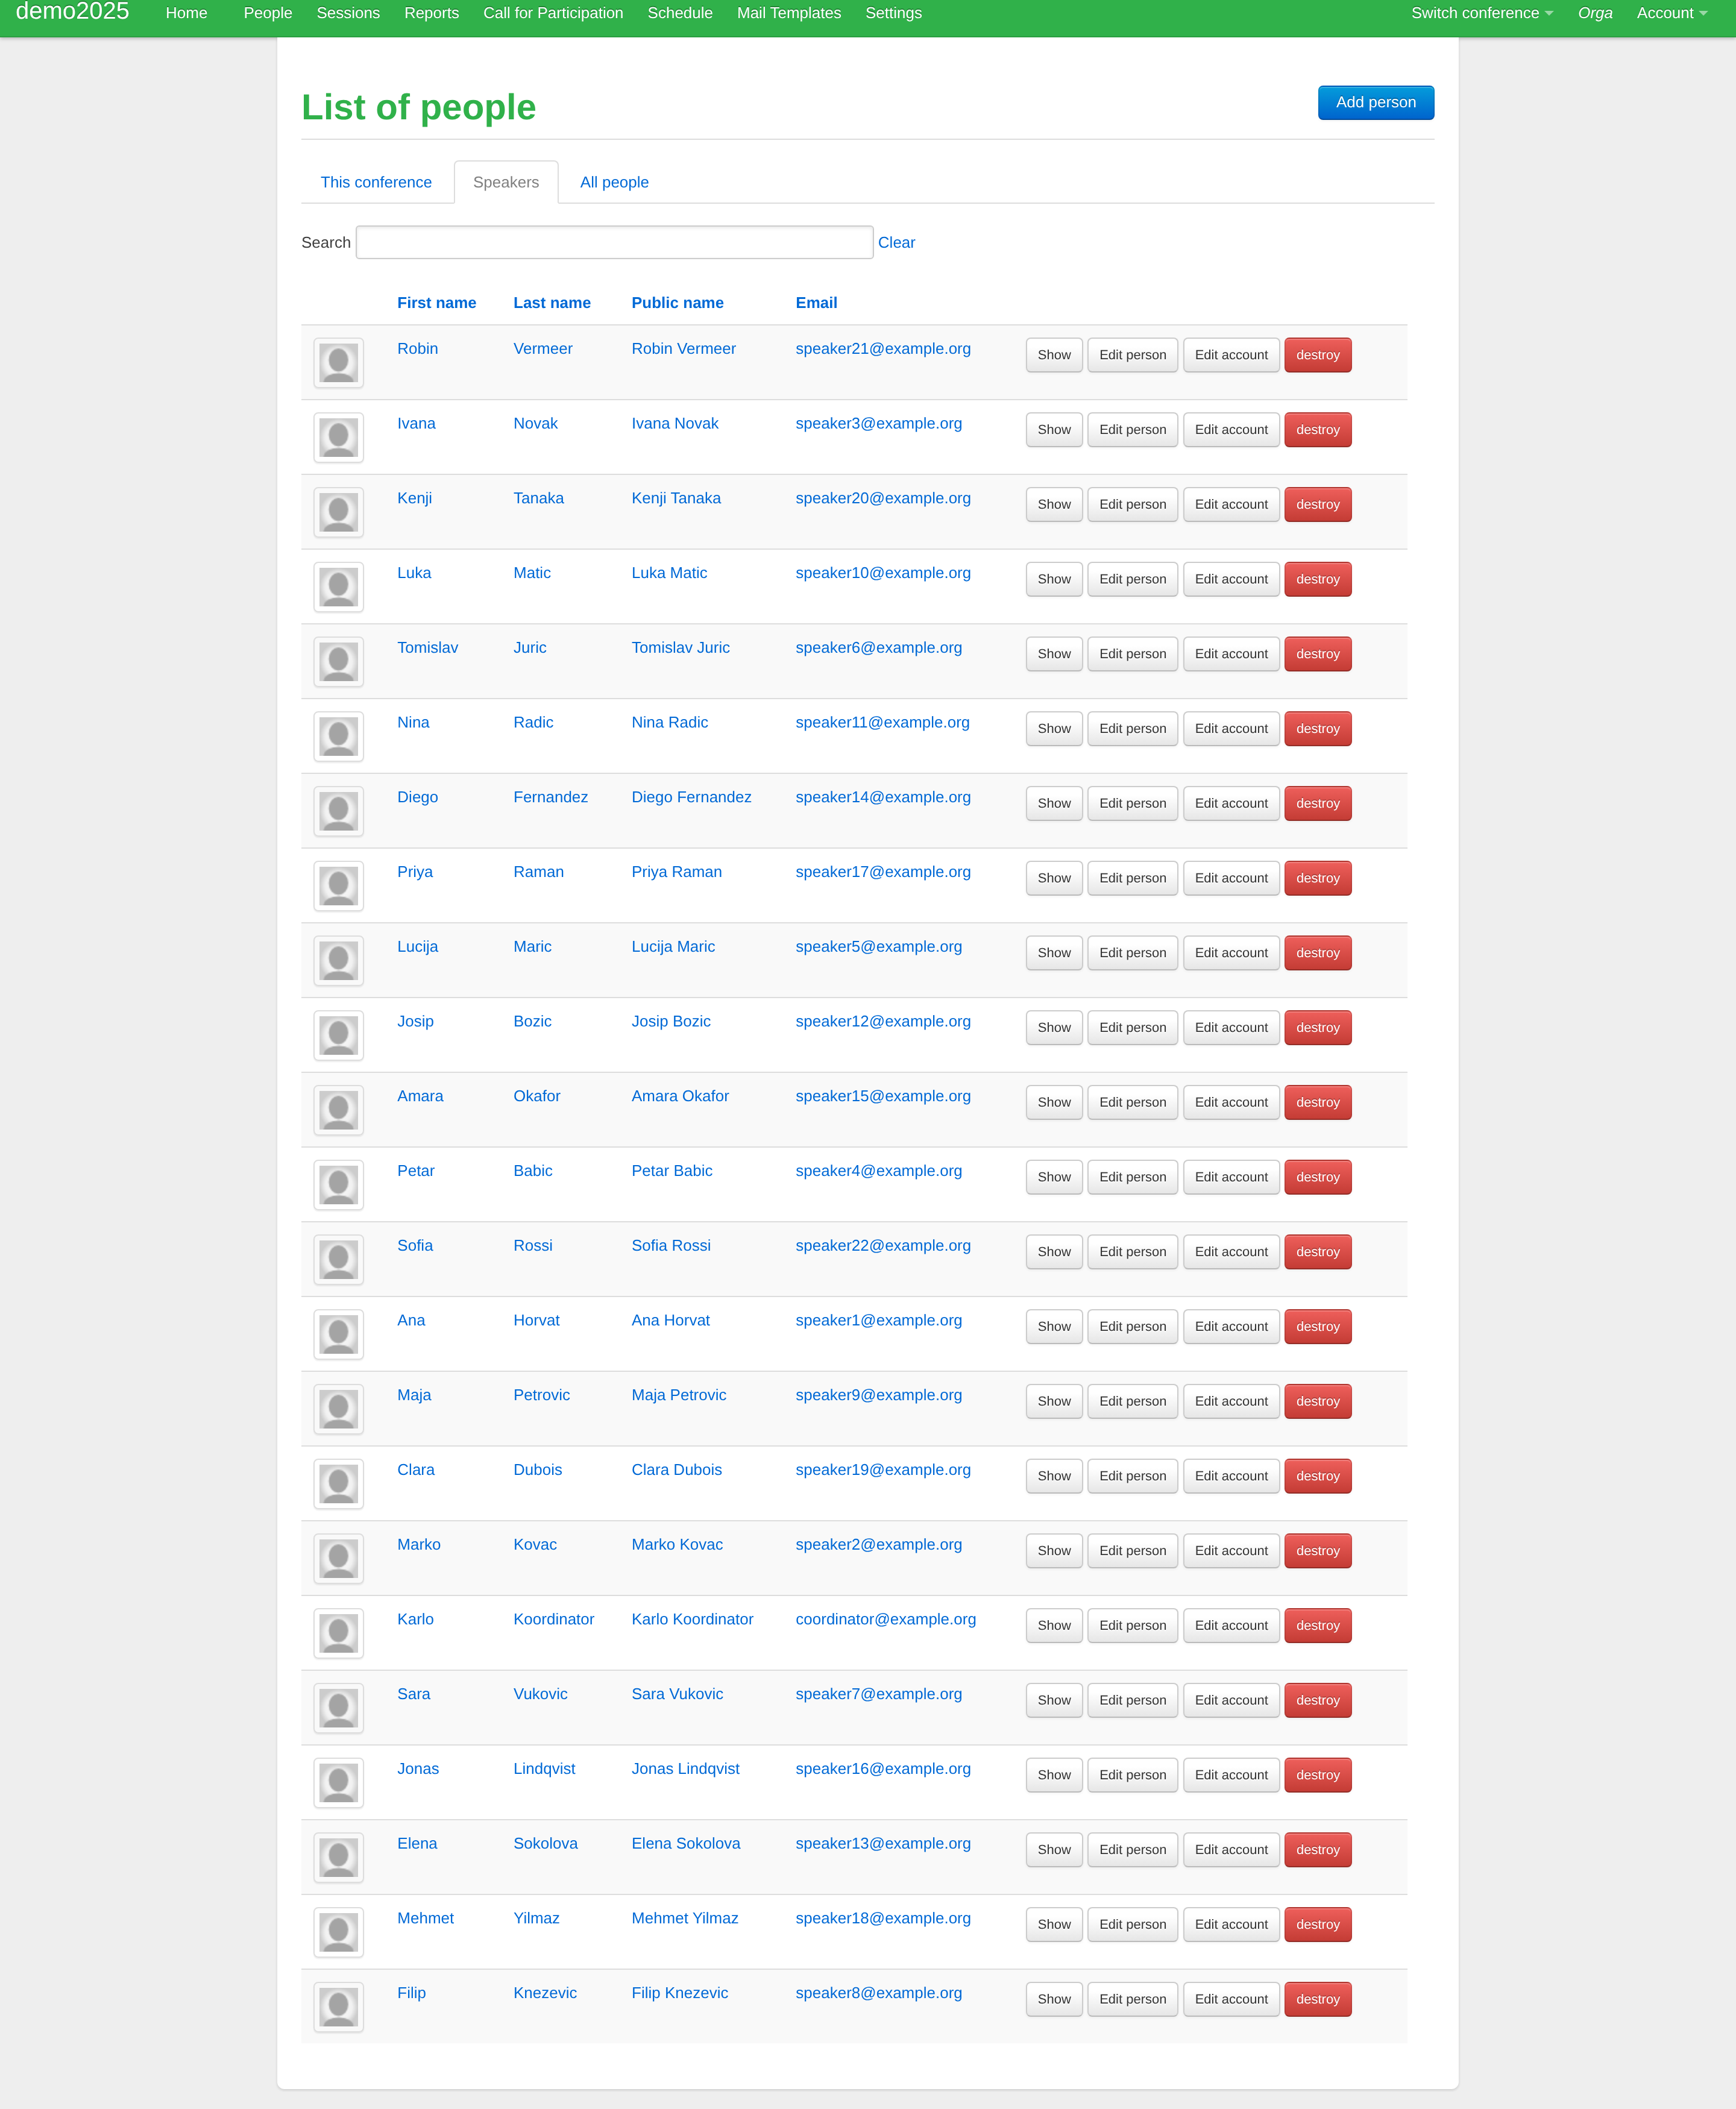 demo2025 Home People Sessions Reports Call for Participation Schedule Mail Templates Settings Switch conference Orga Account
List of people Add person
This conference Speakers All people
Search Clear
First name Last name Public name Email
Robin Vermeer Robin Vermeer speaker21@example.org Show Edit person Edit account destroy
Ivana Novak Ivana Novak speaker3@example.org Show Edit person Edit account destroy
Kenji Tanaka Kenji Tanaka speaker20@example.org Show Edit person Edit account destroy
Luka Matic Luka Matic speaker10@example.org Show Edit person Edit account destroy
Tomislav Juric Tomislav Juric speaker6@example.org Show Edit person Edit account destroy
Nina Radic Nina Radic speaker11@example.org Show Edit person Edit account destroy
Diego Fernandez Diego Fernandez speaker14@example.org Show Edit person Edit account destroy
Priya Raman Priya Raman speaker17@example.org Show Edit person Edit account destroy
Lucija Maric Lucija Maric speaker5@example.org Show Edit person Edit account destroy
Josip Bozic Josip Bozic speaker12@example.org Show Edit person Edit account destroy
Amara Okafor Amara Okafor speaker15@example.org Show Edit person Edit account destroy
Petar Babic Petar Babic speaker4@example.org Show Edit person Edit account destroy
Sofia Rossi Sofia Rossi speaker22@example.org Show Edit person Edit account destroy
Ana Horvat Ana Horvat speaker1@example.org Show Edit person Edit account destroy
Maja Petrovic Maja Petrovic speaker9@example.org Show Edit person Edit account destroy
Clara Dubois Clara Dubois speaker19@example.org Show Edit person Edit account destroy
Marko Kovac Marko Kovac speaker2@example.org Show Edit person Edit account destroy
Karlo Koordinator Karlo Koordinator coordinator@example.org Show Edit person Edit account destroy
Sara Vukovic Sara Vukovic speaker7@example.org Show Edit person Edit account destroy
Jonas Lindqvist Jonas Lindqvist speaker16@example.org Show Edit person Edit account destroy
Elena Sokolova Elena Sokolova speaker13@example.org Show Edit person Edit account destroy
Mehmet Yilmaz Mehmet Yilmaz speaker18@example.org Show Edit person Edit account destroy
Filip Knezevic Filip Knezevic speaker8@example.org Show Edit person Edit account destroy